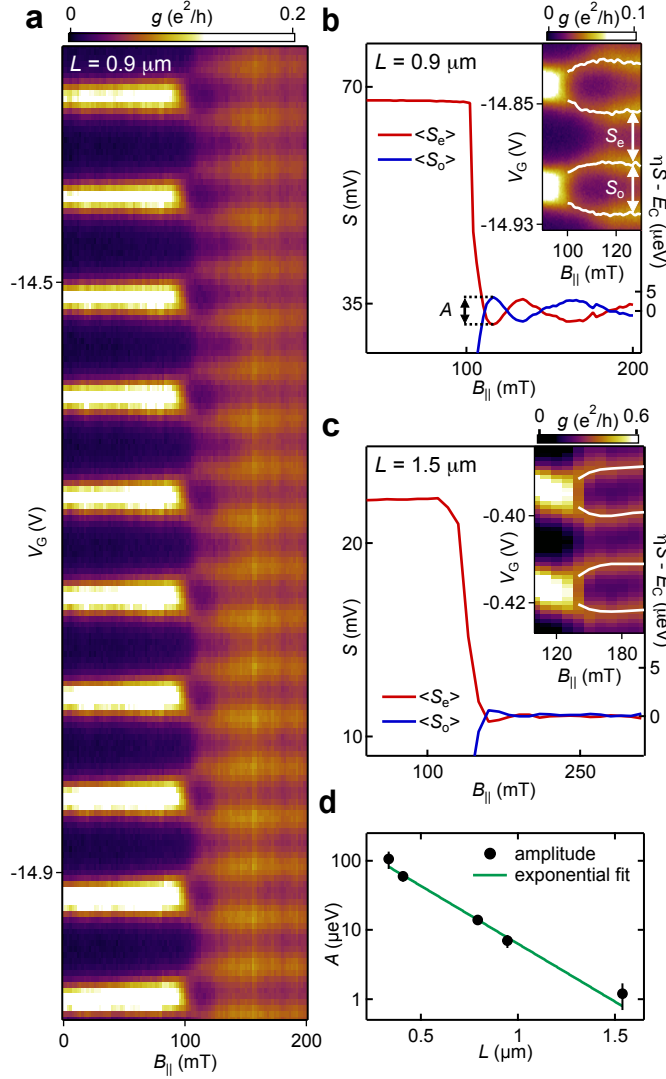 a
g (e²/h)
0
0.2
L = 0.9 μm
-14.5
-14.9
V_G (V)
0
100
200
B_|| (mT)
b
L = 0.9 μm
g (e²/h)
0
0.1
70
35
S (mV)
<S_e>
<S_o>
A
-14.85
-14.93
V_G (V)
S_e
S_o
100
120
B_|| (mT)
5
0
ηS - E_C (μeV)
100
200
B_|| (mT)
c
L = 1.5 μm
g (e²/h)
0
0.6
20
10
S (mV)
-0.40
-0.42
V_G (V)
140
180
B_|| (mT)
<S_e>
<S_o>
5
0
ηS - E_C (μeV)
100
250
B_|| (mT)
d
100
10
1
A (μeV)
amplitude
exponential fit
0.5
1
1.5
L (μm)